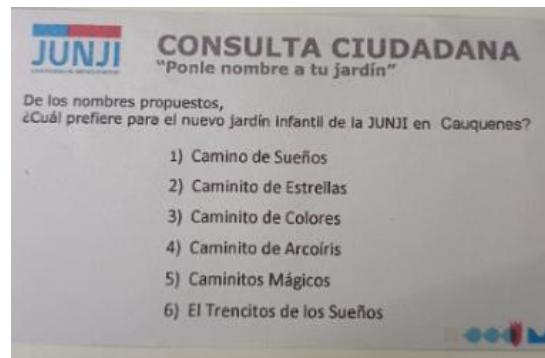 JUNJI
CONSULTA CIUDADANA
"Ponle nombre a tu jardín"
De los nombres propuestos,
¿Cuál prefiere para el nuevo jardín infantil de la JUNJI en Cauquenes?
1) Camino de Sueños
2) Caminito de Estrellas
3) Caminito de Colores
4) Caminito de Arcoíris
5) Caminitos Mágicos
6) El Trencitos de los Sueños